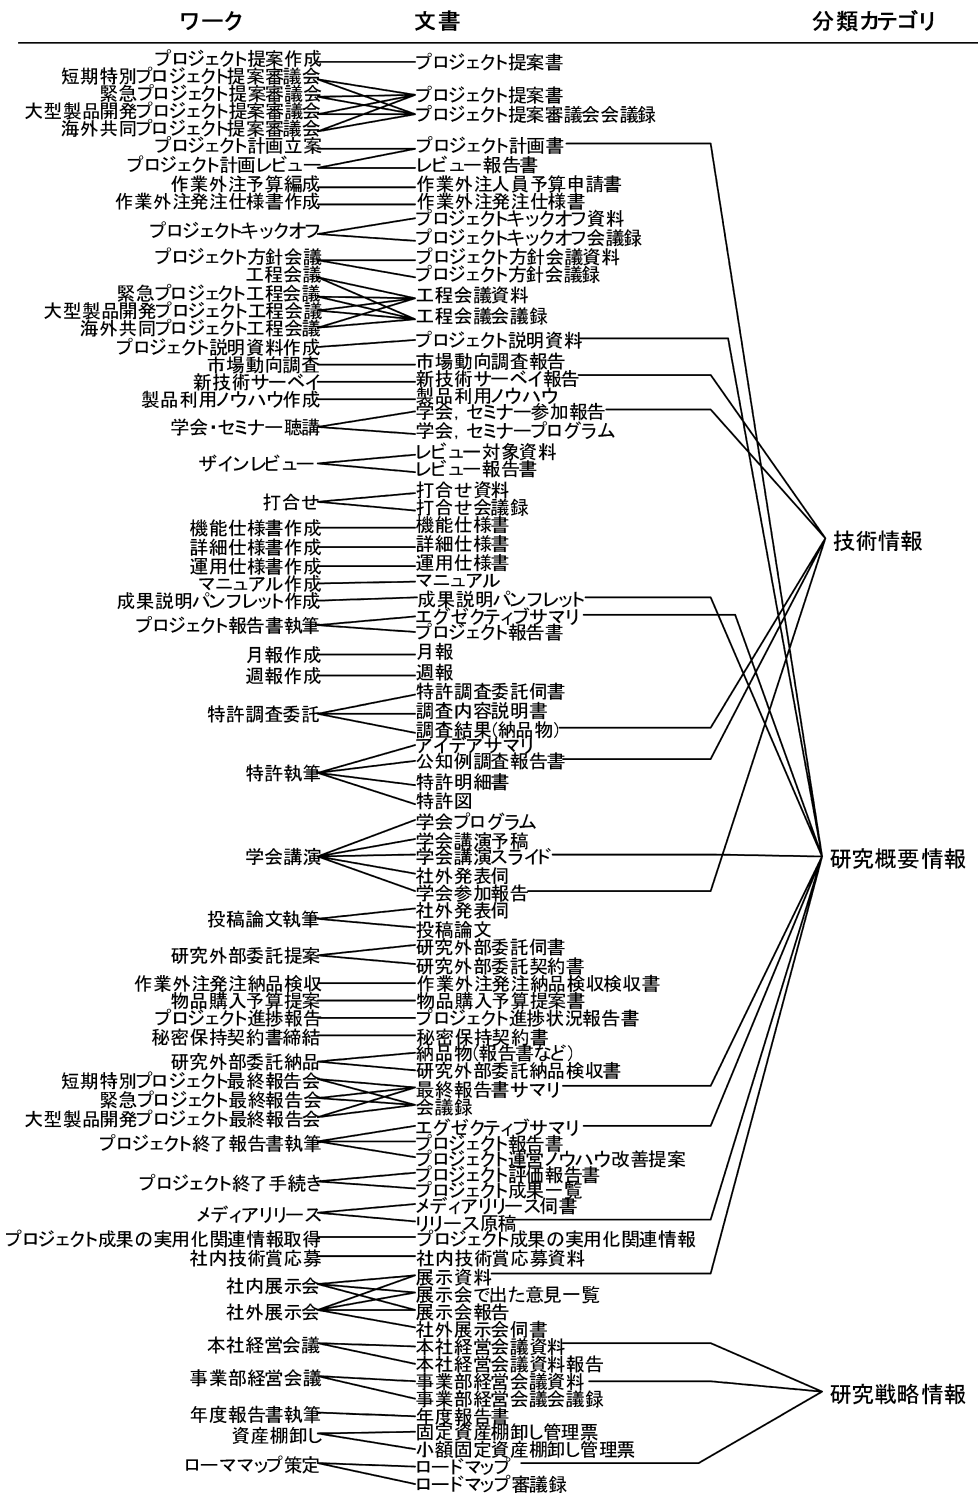 ワーク 文書 分類カテゴリ
プロジェクト提案作成 プロジェクト提案書
短期特別プロジェクト提案審議会
緊急プロジェクト提案審議会 プロジェクト提案書
大型製品開発プロジェクト提案審議会 プロジェクト提案審議会会議録
海外共同プロジェクト提案審議会
プロジェクト計画立案 プロジェクト計画書
プロジェクト計画レビュー レビュー報告書
作業外注予算編成 作業外注人員予算申請書
作業外注発注仕様書作成 作業外注発注仕様書
プロジェクトキックオフ資料
プロジェクトキックオフ
プロジェクトキックオフ会議録
プロジェクト方針会議 プロジェクト方針会議資料
工程会議 プロジェクト方針会議録
緊急プロジェクト工程会議 工程会議資料
大型製品開発プロジェクト工程会議 工程会議会議録
海外共同プロジェクト工程会議
プロジェクト説明資料作成 プロジェクト説明資料
市場動向調査 市場動向調査報告
新技術サーベイ 新技術サーベイ報告
製品利用ノウハウ作成 製品利用ノウハウ
学会，セミナー参加報告
学会・セミナー聴講 学会，セミナープログラム
レビュー対象資料
ザインレビュー レビュー報告書
打合せ資料
打合せ 打合せ会議録
機能仕様書作成 機能仕様書
詳細仕様書作成 詳細仕様書 技術情報
運用仕様書作成 運用仕様書
マニュアル作成 マニュアル
成果説明パンフレット作成 成果説明パンフレット
エグゼクティブサマリ
プロジェクト報告書執筆 プロジェクト報告書
月報作成 月報
週報作成 週報
特許調査委託伺書
特許調査委託 調査内容説明書
調査結果(納品物)
アイデアサマリ
公知例調査報告書
特許執筆 特許明細書
特許図
学会プログラム
学会講演予稿
学会講演 学会講演スライド 研究概要情報
社外発表伺
学会参加報告
社外発表伺
投稿論文執筆 投稿論文
研究外部委託伺書
研究外部委託提案 研究外部委託契約書
作業外注発注納品検収 作業外注発注納品検収検収書
物品購入予算提案 物品購入予算提案書
プロジェクト進捗報告 プロジェクト進捗状況報告書
秘密保持契約書締結 秘密保持契約書
納品物(報告書など)
研究外部委託納品 研究外部委託納品検収書
短期特別プロジェクト最終報告会 最終報告書サマリ
緊急プロジェクト最終報告会 会議録
大型製品開発プロジェクト最終報告会
エグゼクティブサマリ
プロジェクト終了報告書執筆 プロジェクト報告書
プロジェクト運営ノウハウ改善提案
プロジェクト評価報告書
プロジェクト終了手続き プロジェクト成果一覧
メディアリリース伺書
メディアリリース リリース原稿
プロジェクト成果の実用化関連情報取得 プロジェクト成果の実用化関連情報
社内技術賞応募 社内技術賞応募資料
展示資料
社内展示会 展示会で出た意見一覧
社外展示会 展示会報告
社外展示会伺書
本社経営会議 本社経営会議資料
本社経営会議資料報告
事業部経営会議 事業部経営会議資料 研究戦略情報
事業部経営会議会議録
年度報告書執筆 年度報告書
資産棚卸し 固定資産棚卸し管理票
小額固定資産棚卸し管理票
ローママップ策定 ロードマップ
ロードマップ審議録